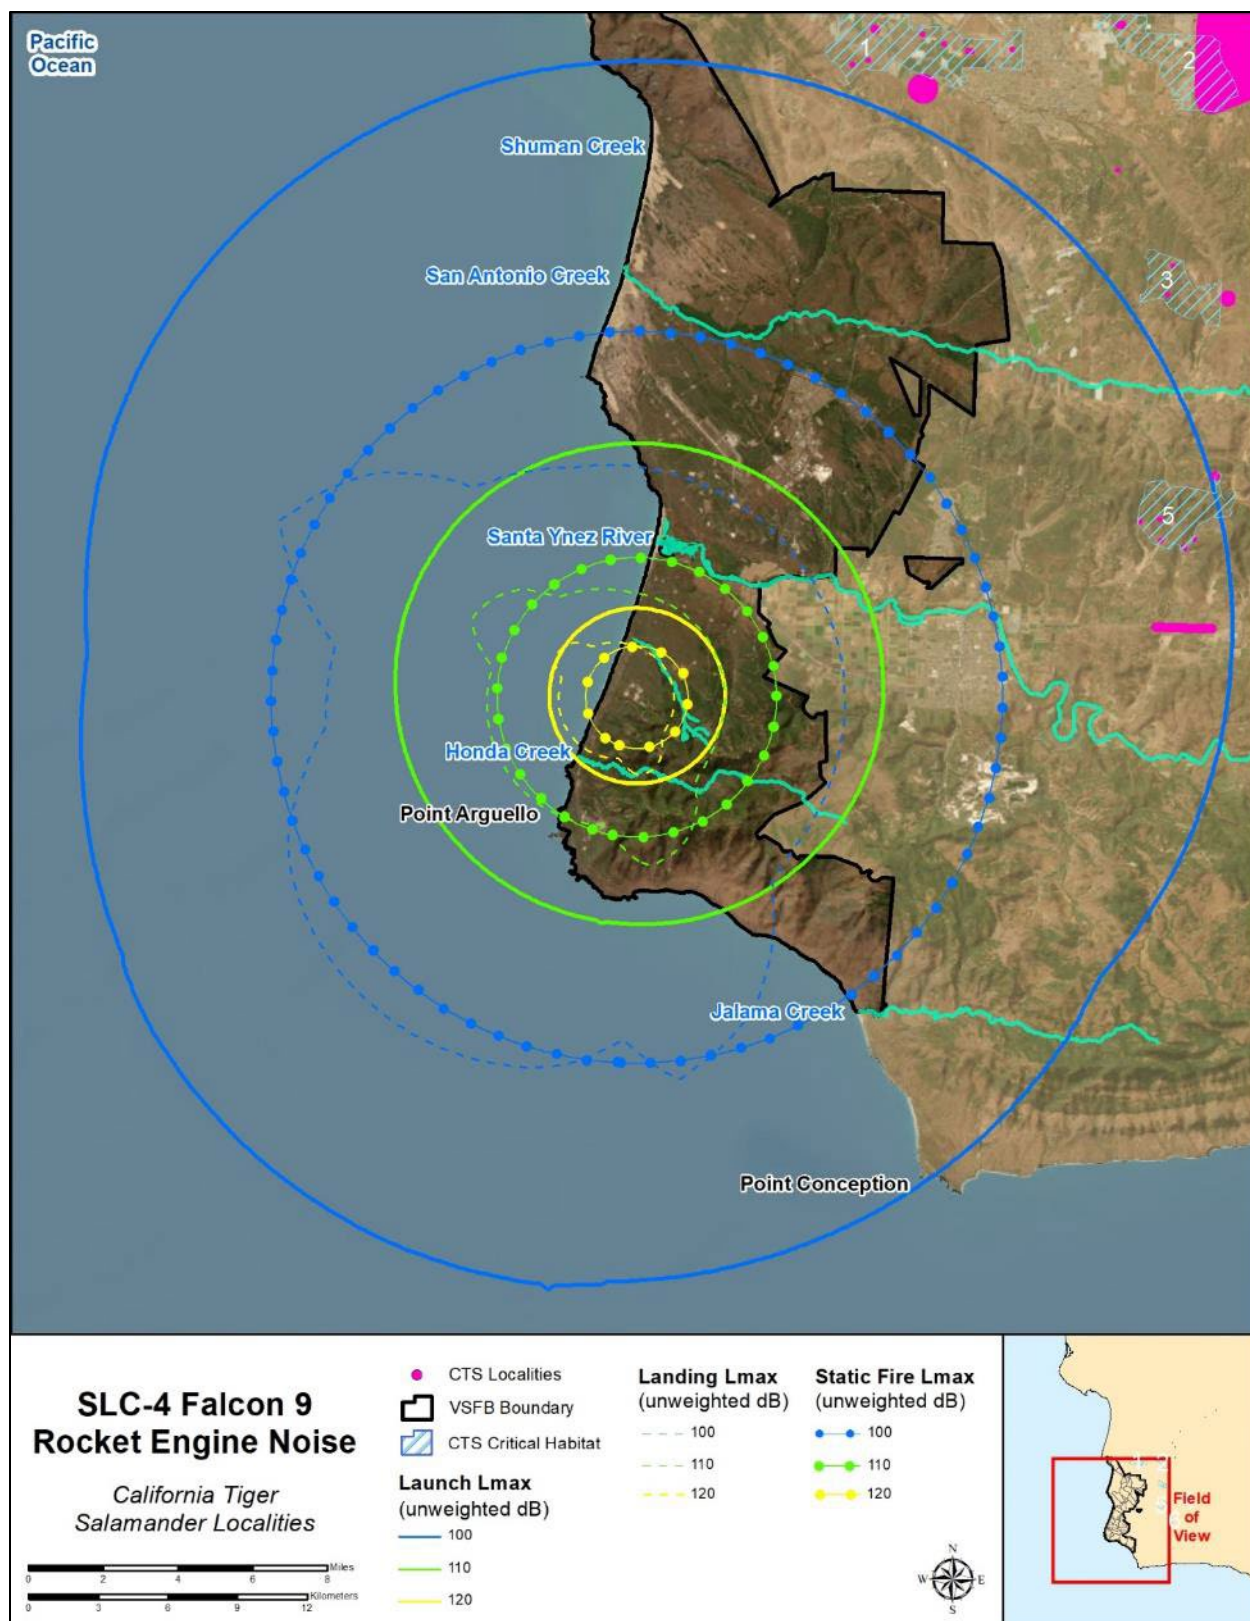 Pacific
Ocean
1
2
Shuman Creek
San Antonio Creek
3
Santa Ynez River
5
Honda Creek
Point Arguello
Jalama Creek
Point Conception
SLC-4 Falcon 9
Rocket Engine Noise
California Tiger
Salamander Localities
Miles
0 2 4 6 8
Kilometers
0 3 6 9 12
CTS Localities
VSFB Boundary
CTS Critical Habitat
Launch Lmax
(unweighted dB)
100
110
120
Landing Lmax
(unweighted dB)
100
110
120
Static Fire Lmax
(unweighted dB)
100
110
120
N
W E
S
Field
of
View